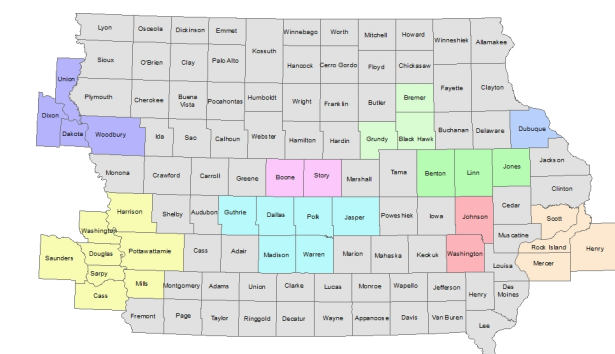 Lyon Osceola Dickinson Emmet Kossuth Winnebago Worth Mitchell Howard Winneshiek Allamakee
Sioux O'Brien Clay Palo Alto Hancock Cerro Gordo Floyd Chickasaw
Union Plymouth Cherokee Buena Vista Pocahontas Humboldt Wright Franklin Butler Bremer Fayette Clayton
Dixon Dakota Woodbury Ida Sac Calhoun Webster Hamilton Hardin Grundy Black Hawk Buchanan Delaware Dubuque
Monona Crawford Carroll Greene Boone Story Marshall Tama Benton Linn Jones Jackson
Clinton
Harrison Shelby Audubon Guthrie Dallas Polk Jasper Poweshiek Iowa Johnson Cedar Scott
Washington Muscatine
Saunders Douglas Pottawattamie Cass Adair Madison Warren Marion Mahaska Keokuk Washington Louisa Rock Island Henry
Sarpy Mercer
Cass Mills Montgomery Adams Union Clarke Lucas Monroe Wapello Jefferson Henry Des Moines
Fremont Page Taylor Ringgold Decatur Wayne Appanoose Davis Van Buren Lee